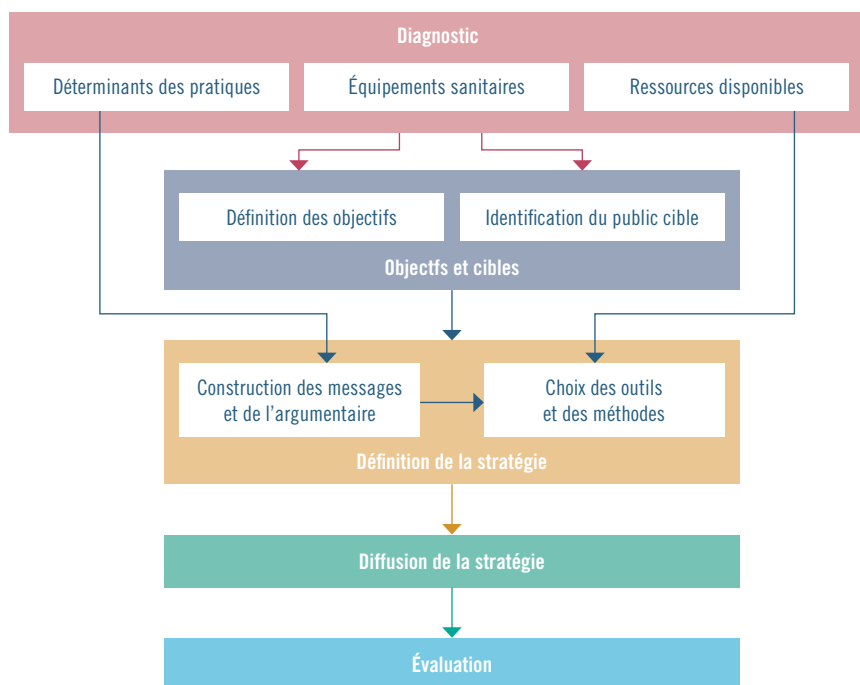 Diagnostic
Déterminants des pratiques
Équipements sanitaires
Ressources disponibles
Définition des objectifs
Identification du public cible
Objectfs et cibles
Construction des messages
et de l'argumentaire
Choix des outils
et des méthodes
Définition de la stratégie
Diffusion de la stratégie
Évaluation